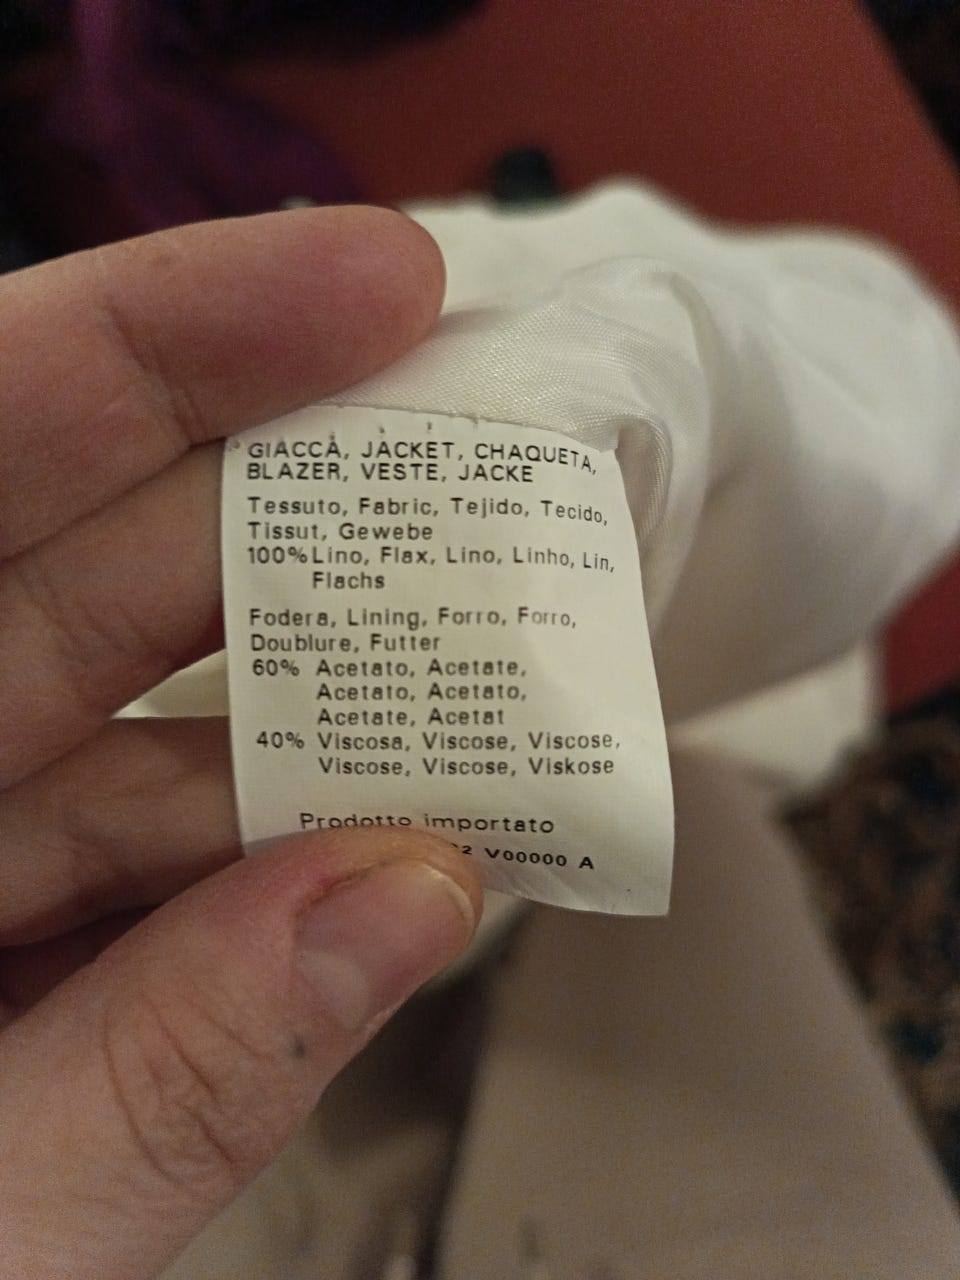 GIACCA, JACKET, CHAQUETA,
BLAZER, VESTE, JACKE
Tessuto, Fabric, Tejido, Tecido,
Tissut, Gewebe
100% Lino, Flax, Lino, Linho, Lin,
Flachs
Fodera, Lining, Forro, Forro,
Doublure, Futter
60% Acetato, Acetate,
Acetato, Acetato,
Acetate, Acetat
40% Viscosa, Viscose, Viscose,
Viscose, Viscose, Viskose
Prodotto importato
V00000 A